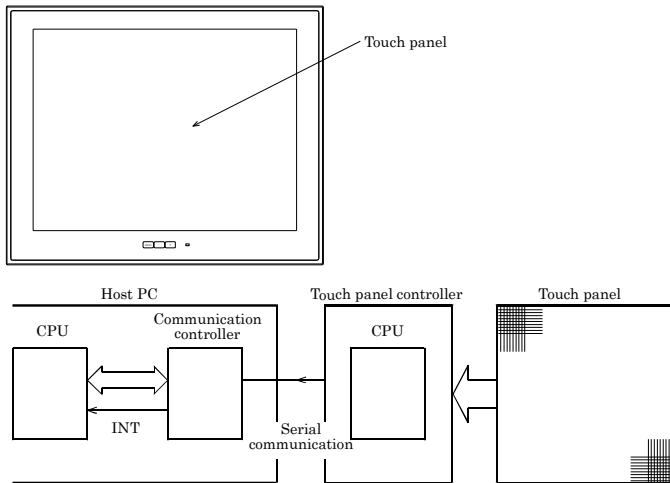 Touch panel
Host PC
Touch panel controller
Touch panel
CPU
Communication
controller
CPU
INT
Serial
communication